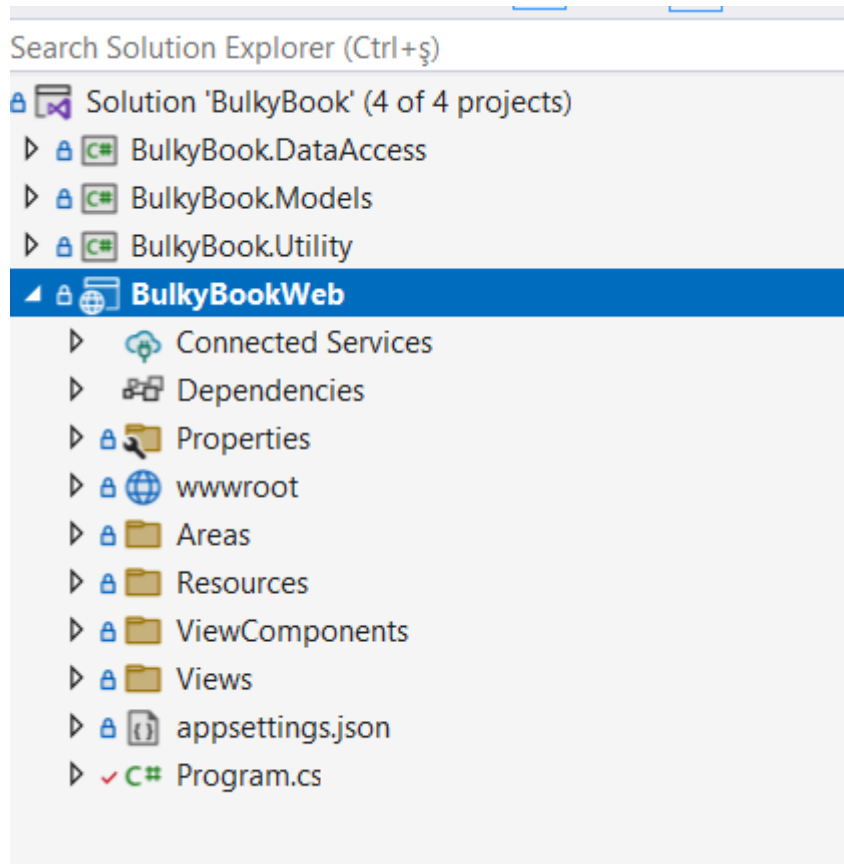 Search Solution Explorer (Ctrl+ş)
Solution 'BulkyBook' (4 of 4 projects)
C# BulkyBook.DataAccess
C# BulkyBook.Models
C# BulkyBook.Utility
BulkyBookWeb
Connected Services
Dependencies
Properties
wwwroot
Areas
Resources
ViewComponents
Views
appsettings.json
C# Program.cs